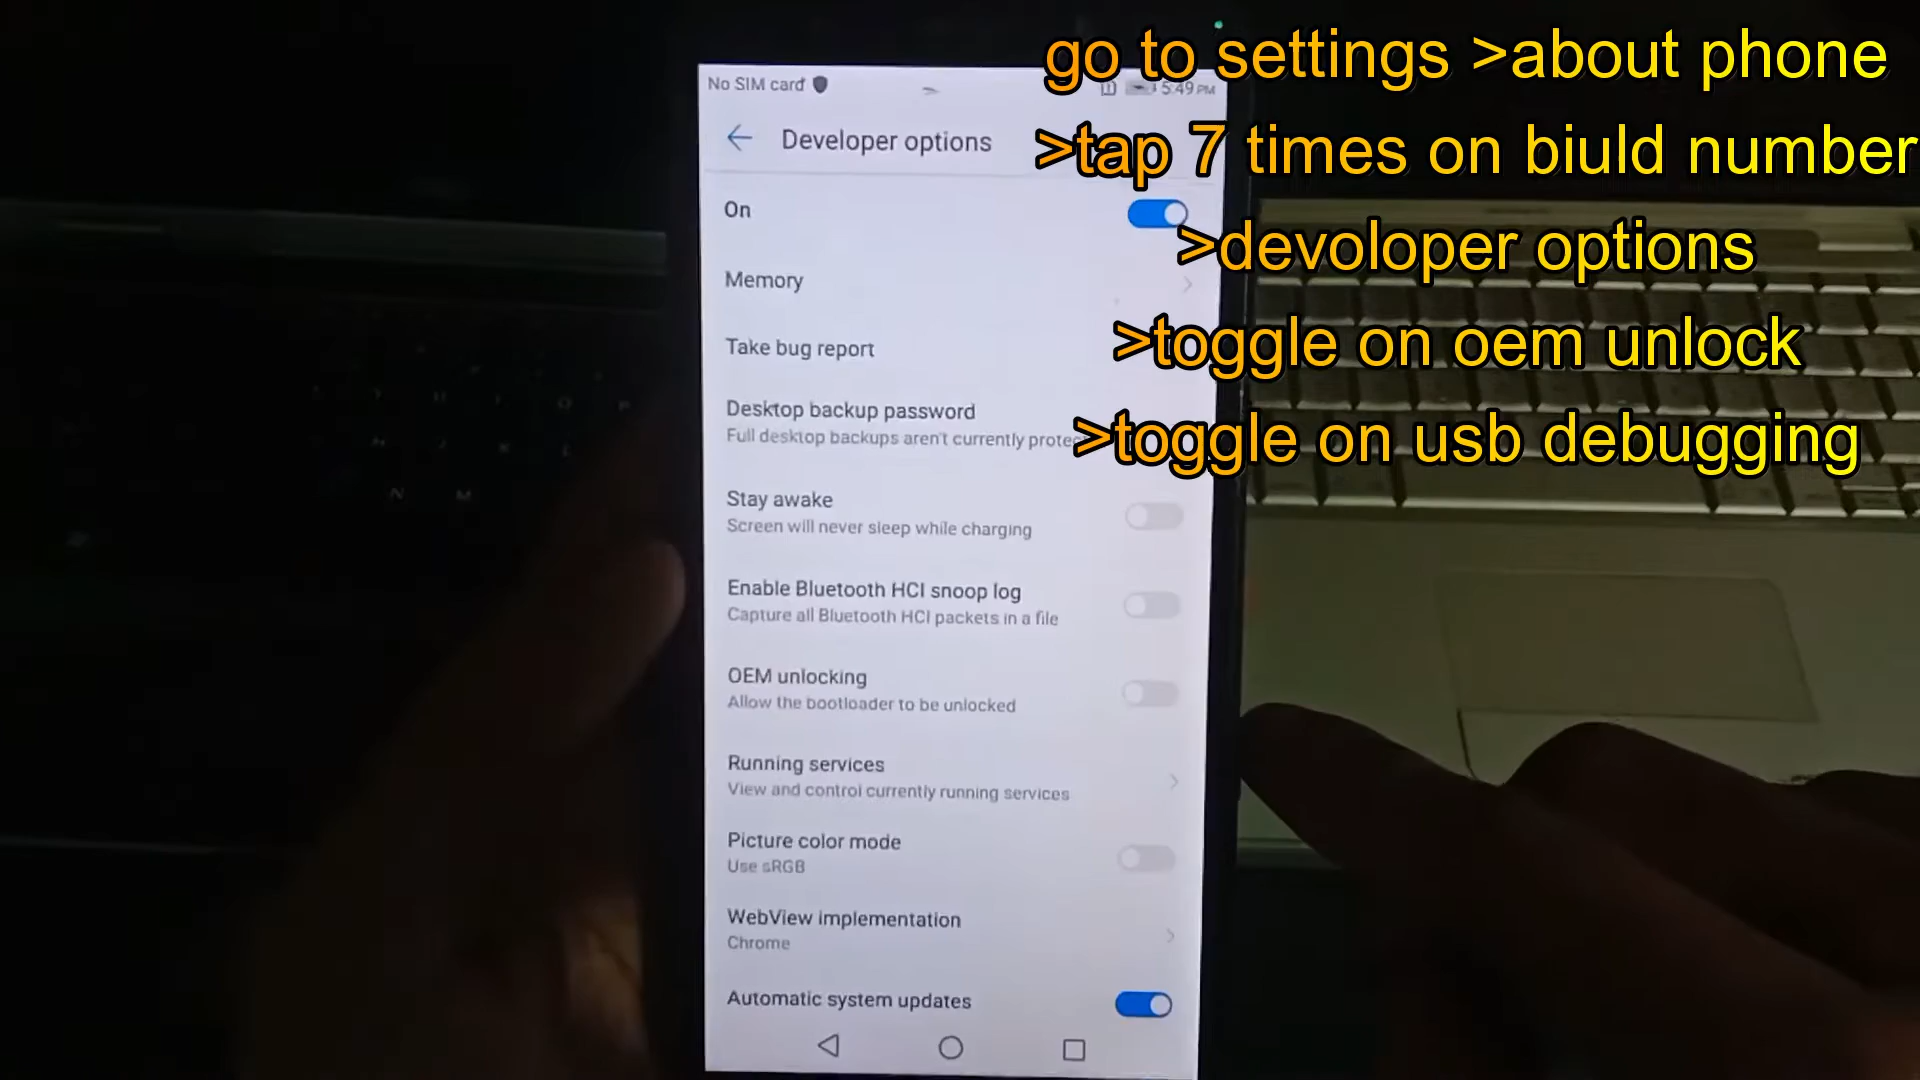 go to settings >about phone
>tap 7 times on biuld number
>devoloper options
>toggle on oem unlock
>toggle on usb debugging
No SIM card
5:49 PM
Developer options
On
Memory
Take bug report
Desktop backup password
Full desktop backups aren't currently
Stay awake
Screen will never sleep while charging
Enable Bluetooth HCI snoop log
Capture all Bluetooth HCI packets in a file
OEM unlocking
Allow the bootloader to be unlocked
Running services
View and control currently running services
Picture color mode
Use sRGB
WebView implementation
Chrome
Automatic system updates